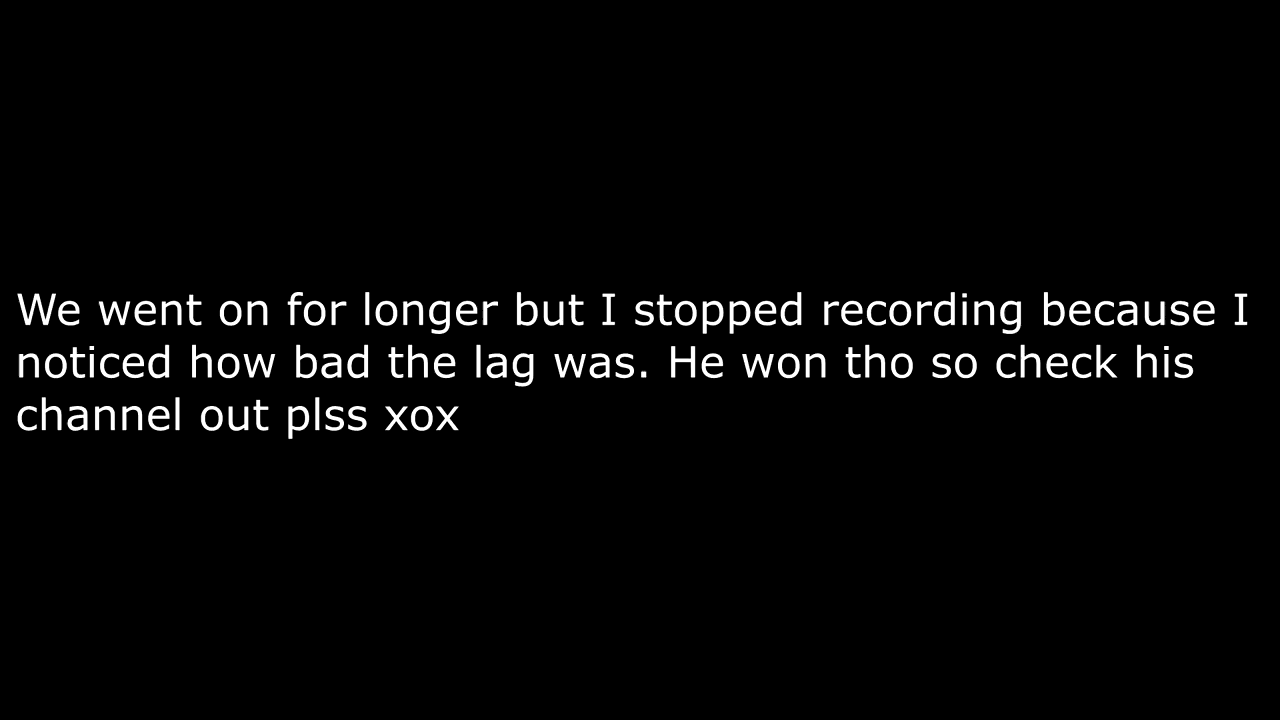 We went on for longer but I stopped recording because I
noticed how bad the lag was. He won tho so check his
channel out plss xox